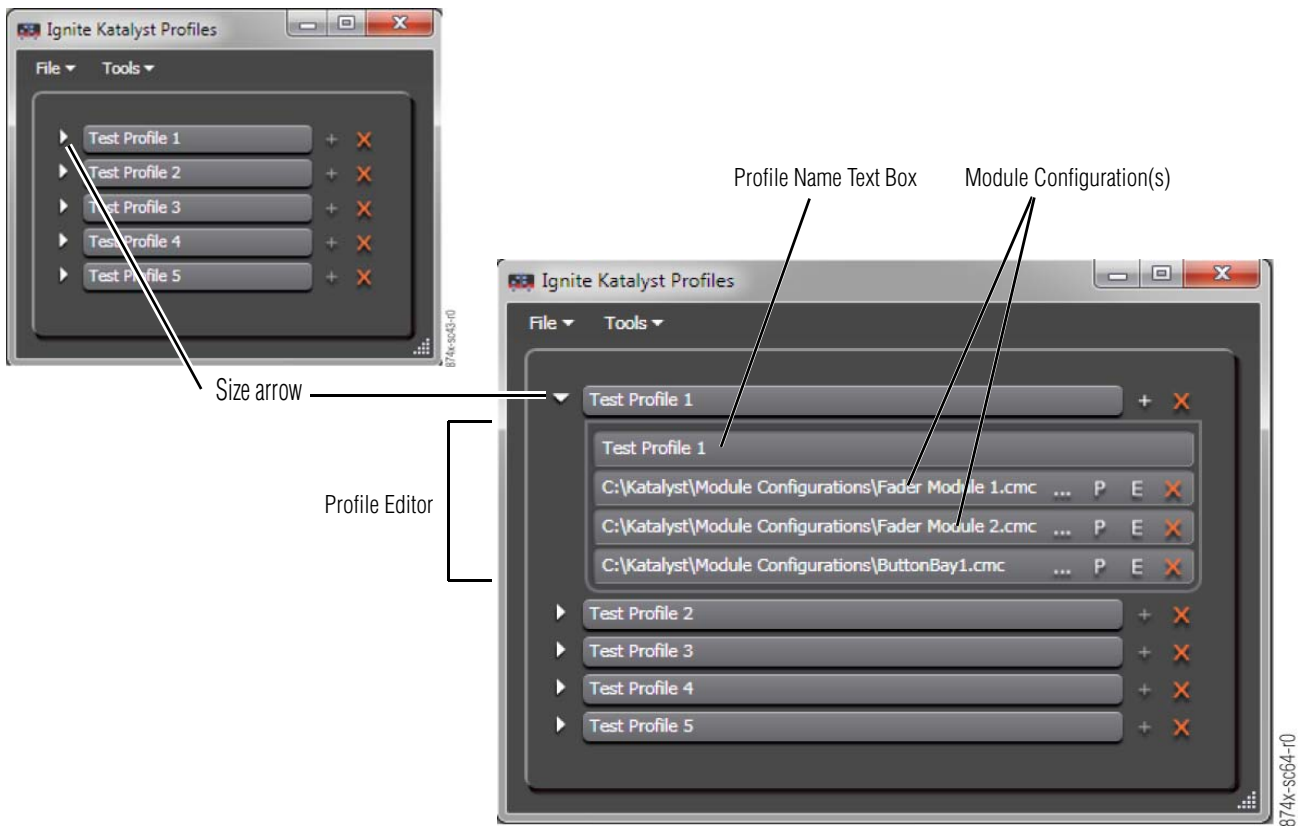 Ignite Katalyst Profiles
File Tools
Test Profile 1 + X
Test Profile 2 + X
Test Profile 3 + X
Test Profile 4 + X
Test Profile 5 + X
874x-sc43-r0
Size arrow
Profile Name Text Box
Module Configuration(s)
Profile Editor
Ignite Katalyst Profiles
File Tools
Test Profile 1 + X
Test Profile 1
C:\Katalyst\Module Configurations\Fader Module 1.cmc ... P E X
C:\Katalyst\Module Configurations\Fader Module 2.cmc ... P E X
C:\Katalyst\Module Configurations\ButtonBay1.cmc ... P E X
Test Profile 2 + X
Test Profile 3 + X
Test Profile 4 + X
Test Profile 5 + X
874x-sc64-r0